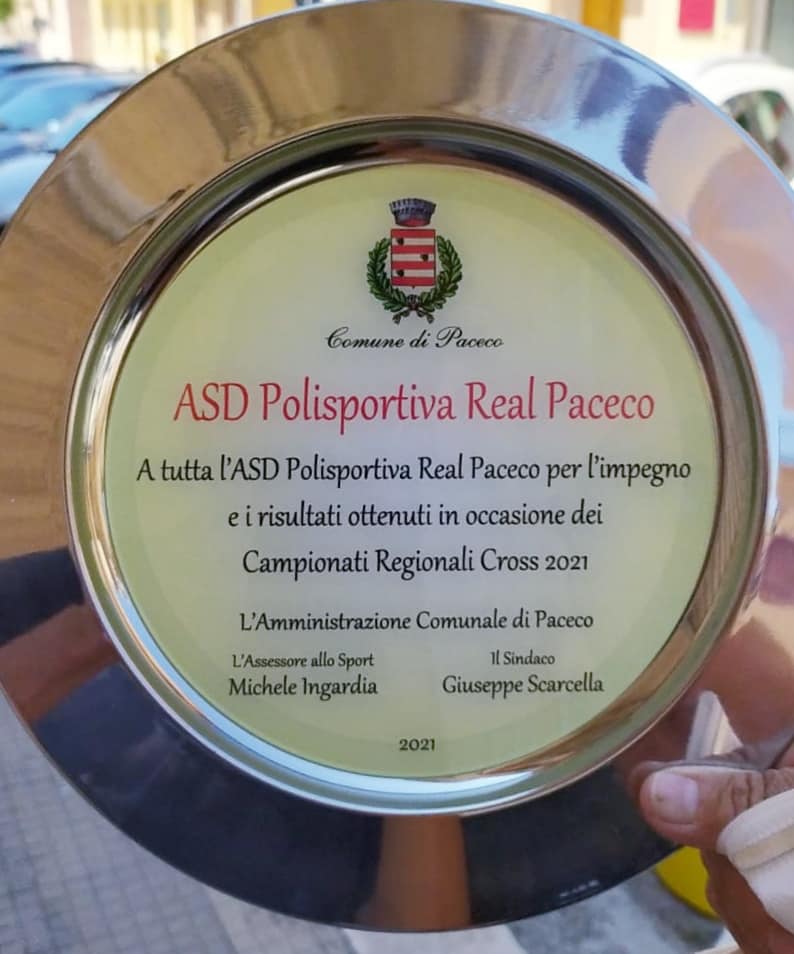 Comune di Paceco
ASD Polisportiva Real Paceco
A tutta l'ASD Polisportiva Real Paceco per l'impegno
e i risultati ottenuti in occasione dei
Campionati Regionali Cross 2021
L'Amministrazione Comunale di Paceco
L'Assessore allo Sport Il Sindaco
Michele Ingardia Giuseppe Scarcella
2021